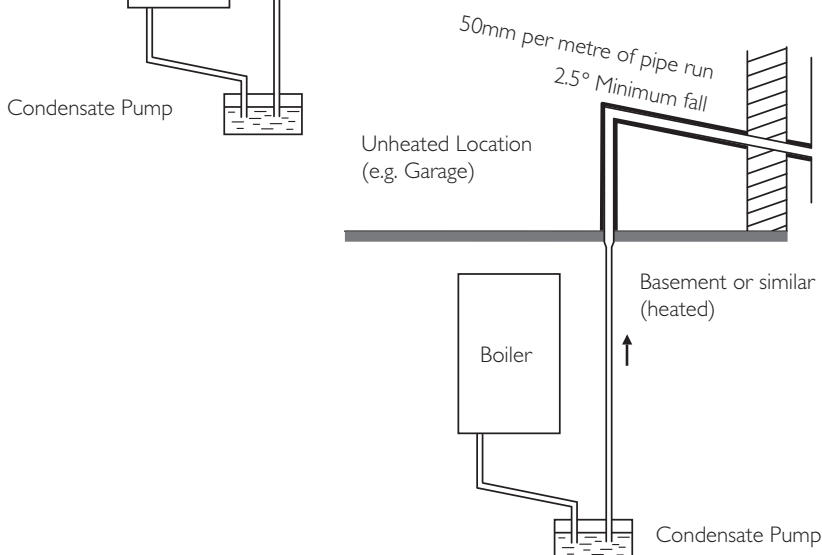 50mm per metre of pipe run
2.5° Minimum fall
Condensate Pump
Unheated Location
(e.g. Garage)
Basement or similar
(heated)
Boiler
Condensate Pump